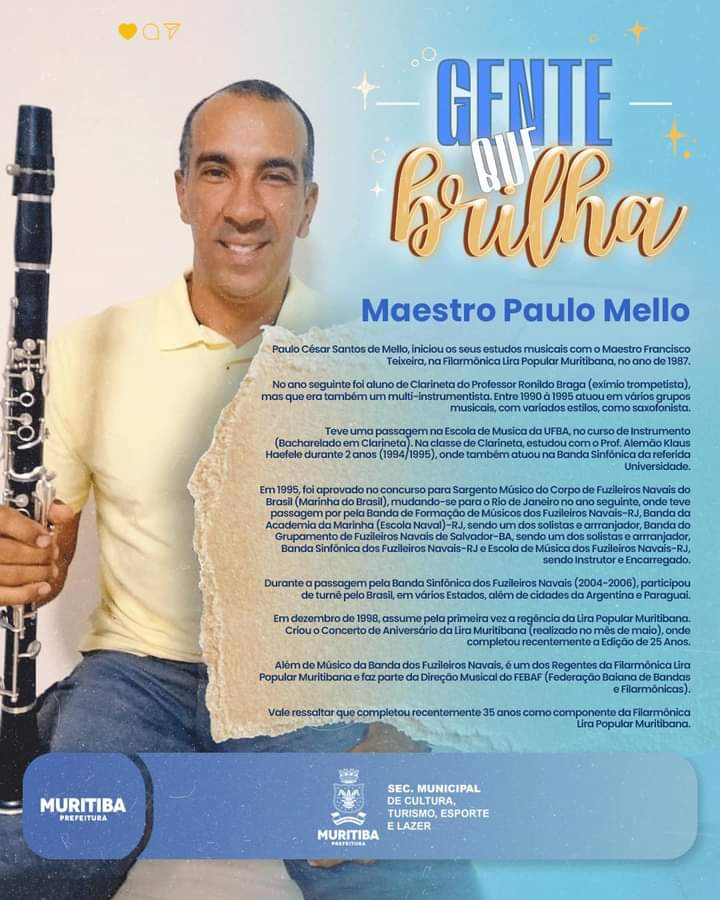 GENTE
QUE
brilha
Maestro Paulo Mello
Paulo César Santos de Mello, iniciou os seus estudos musicais com o Maestro Francisco
Teixeira, na Filarmônica Lira Popular Muritibana, no ano de 1987.
No ano seguinte foi aluno de Clarineta do Professor Ronildo Braga (exímio trompetista),
mas que era também um multi-instrumentista. Entre 1990 à 1995 atuou em vários grupos
musicais, com variados estilos, como saxofonista.
Teve uma passagem na Escola de Musica da UFBA, no curso de Instrumento
(Bacharelado em Clarineta). Na classe de Clarineta, estudou com o Prof. Alemão Klaus
Haefele durante 2 anos (1994/1995), onde também atuou na Banda Sinfônica da referida
Universidade.
Em 1995, foi aprovado no concurso para Sargento Músico do Corpo de Fuzileiros Navais do
Brasil (Marinha do Brasil), mudando-se para o Rio de Janeiro no ano seguinte, onde teve
passagem por pela Banda de Formação de Músicos dos Fuzileiros Navais-RJ, Banda da
Academia da Marinha (Escola Naval)-RJ, sendo um dos solistas e arrranjador, Banda do
Grupamento de Fuzileiros Navais de Salvador-BA, sendo um dos solistas e arrranjador,
Banda Sinfônica dos Fuzileiros Navais-RJ e Escola de Música dos Fuzileiros Navais-RJ,
sendo Instrutor e Encarregado.
Durante a passagem pela Banda Sinfônica dos Fuzileiros Navais (2004-2006), participou
de turnê pelo Brasil, em vários Estados, além de cidades da Argentina e Paraguai.
Em dezembro de 1998, assume pela primeira vez a regência da Lira Popular Muritibana.
Criou o Concerto de Aniversário da Lira Muritibana (realizado no mês de maio), onde
completou recentemente a Edição de 25 Anos.
Além de Músico da Banda dos Fuzileiros Navais, é um dos Regentes da Filarmônica Lira
Popular Muritibana e faz parte da Direção Musical do FEBAF (Federação Baiana de Bandas
e Filarmônicas).
Vale ressaltar que completou recentemente 35 anos como componente da Filarmônica
Lira Popular Muritibana.
MURITIBA
PREFEITURA
MURITIBA
PREFEITURA
SEC. MUNICIPAL
DE CULTURA,
TURISMO, ESPORTE
E LAZER